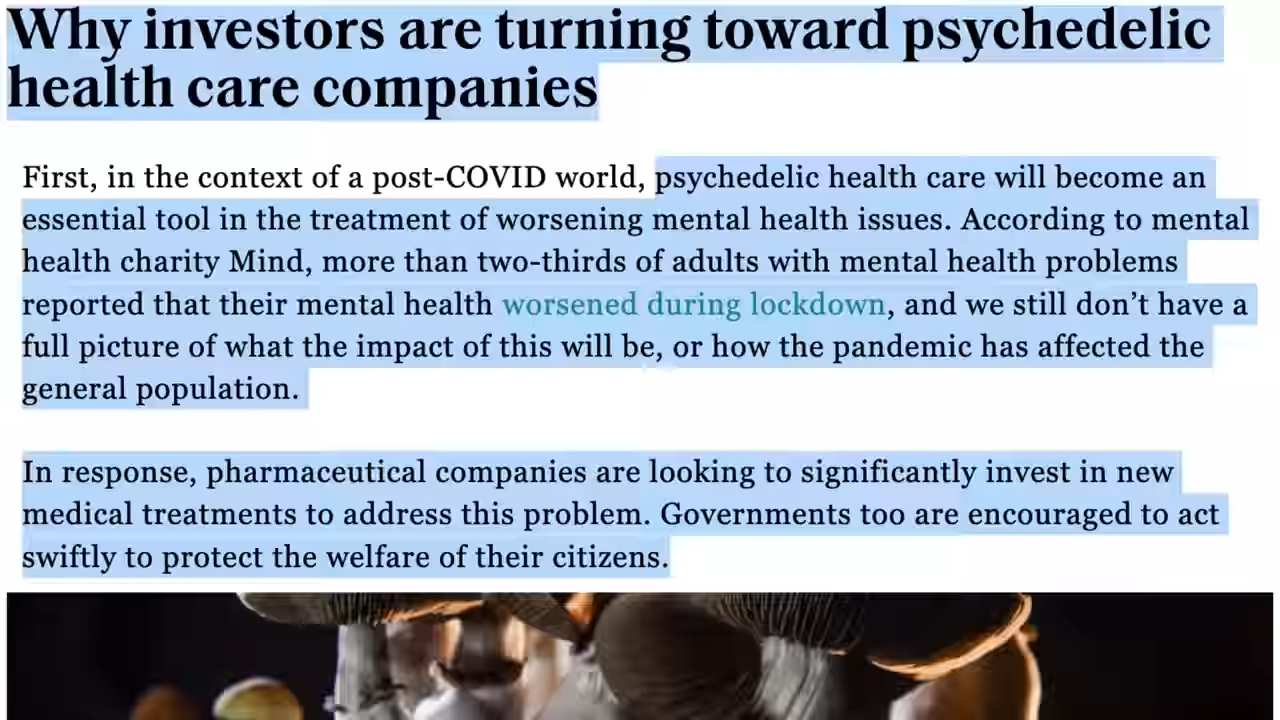 Why investors are turning toward psychedelic
health care companies
First, in the context of a post-COVID world, psychedelic health care will become an
essential tool in the treatment of worsening mental health issues. According to mental
health charity Mind, more than two-thirds of adults with mental health problems
reported that their mental health worsened during lockdown, and we still don’t have a
full picture of what the impact of this will be, or how the pandemic has affected the
general population.
In response, pharmaceutical companies are looking to significantly invest in new
medical treatments to address this problem. Governments too are encouraged to act
swiftly to protect the welfare of their citizens.